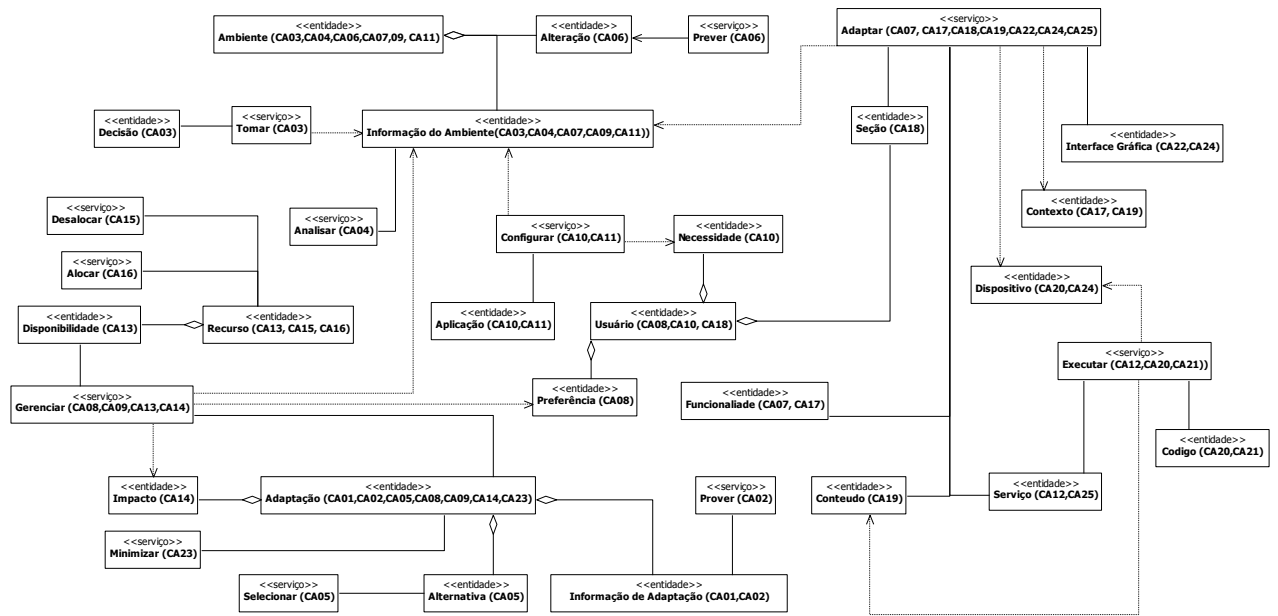 <<entidade>>
Ambiente (CA03,CA04,CA06,CA07,09, CA11)
<<entidade>>
Alteração (CA06)
<<serviço>>
Prever (CA06)
<<serviço>>
Adaptar (CA07, CA17,CA18,CA19,CA22,CA24,CA25)
<<entidade>>
Decisão (CA03)
<<serviço>>
Tomar (CA03)
<<entidade>>
Informação do Ambiente(CA03,CA04,CA07,CA09,CA11))
<<entidade>>
Seção (CA18)
<<entidade>>
Interface Gráfica (CA22,CA24)
<<serviço>>
Desalocar (CA15)
<<serviço>>
Analisar (CA04)
<<serviço>>
Configurar (CA10,CA11)
<<entidade>>
Necessidade (CA10)
<<entidade>>
Contexto (CA17, CA19)
<<serviço>>
Alocar (CA16)
<<entidade>>
Dispositivo (CA20,CA24)
<<entidade>>
Disponibilidade (CA13)
<<entidade>>
Recurso (CA13, CA15, CA16)
<<entidade>>
Aplicação (CA10,CA11)
<<entidade>>
Usuário (CA08,CA10, CA18)
<<serviço>>
Executar (CA12,CA20,CA21))
<<serviço>>
Gerenciar (CA08,CA09,CA13,CA14)
<<entidade>>
Preferência (CA08)
<<entidade>>
Funcionaliade (CA07, CA17)
<<entidade>>
Codigo (CA20,CA21)
<<entidade>>
Impacto (CA14)
<<entidade>>
Adaptação (CA01,CA02,CA05,CA08,CA09,CA14,CA23)
<<serviço>>
Prover (CA02)
<<entidade>>
Conteudo (CA19)
<<entidade>>
Serviço (CA12,CA25)
<<serviço>>
Minimizar (CA23)
<<serviço>>
Selecionar (CA05)
<<entidade>>
Alternativa (CA05)
<<entidade>>
Informação de Adaptação (CA01,CA02)